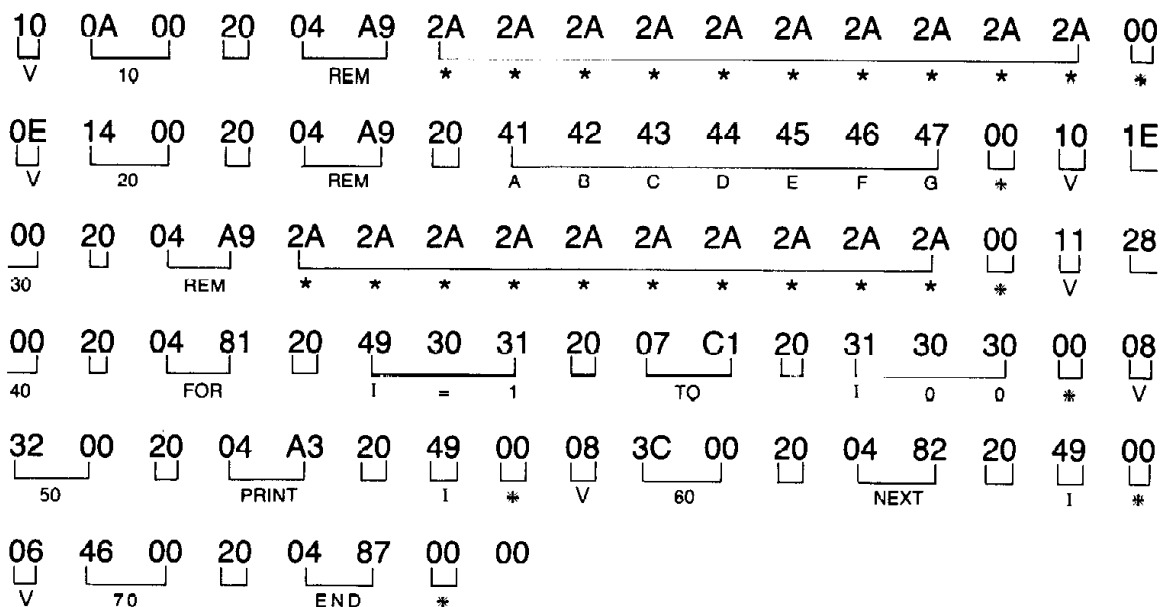 10 0A 00 20 04 A9 2A 2A 2A 2A 2A 2A 2A 2A 2A 00
V 10 REM * * * * * * * * * *
0E 14 00 20 04 A9 20 41 42 43 44 45 46 47 00 10 1E
V 20 REM A B C D E F G * V
00 20 04 A9 2A 2A 2A 2A 2A 2A 2A 2A 2A 00 11 28
30 REM * * * * * * * * * * V
00 20 04 81 20 49 30 31 20 07 C1 20 31 30 30 00 08
40 FOR I = 1 TO I 0 0 * V
32 00 20 04 A3 20 49 00 08 3C 00 20 04 82 20 49 00
50 PRINT I * V 60 NEXT I *
06 46 00 20 04 87 00 00
V 70 END *